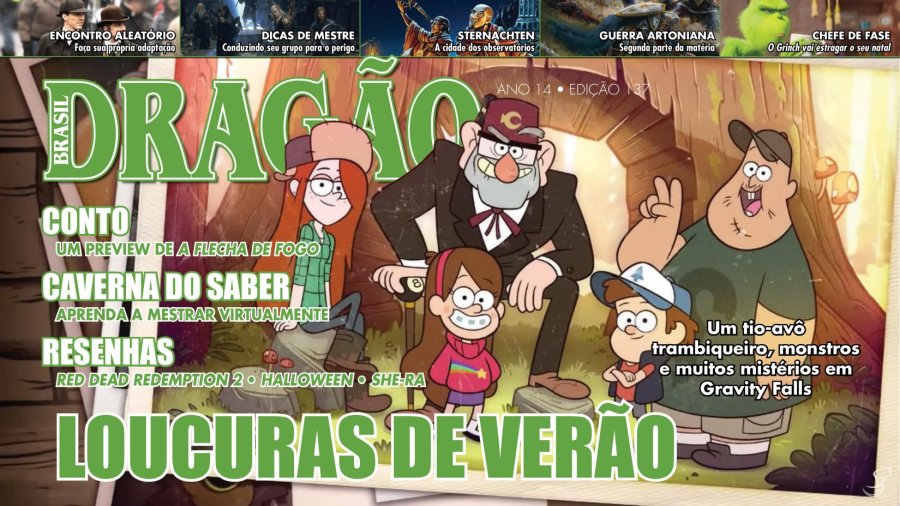 ENCONTRO ALEATÓRIO
Faça sua própria adaptação
DICAS DE MESTRE
Conduzindo seu grupo para o perigo
STERNACHTEN
A cidade dos observatórios
GUERRA ARTONIANA
Segunda parte da matéria
CHEFE DE FASE
O Grinch vai estragar o seu natal
DRAGÃO
BRASIL
ANO 14 • EDIÇÃO 137
CONTO
UM PREVIEW DE A FLECHA DE FOGO
CAVERNA DO SABER
APRENDA A MESTRAR VIRTUALMENTE
RESENHAS
RED DEAD REDEMPTION 2 • HALLOWEEN • SHE-RA
Um tio-avô
trambiqueiro, monstros
e muitos mistérios em
Gravity Falls
LOUCURAS DE VERÃO